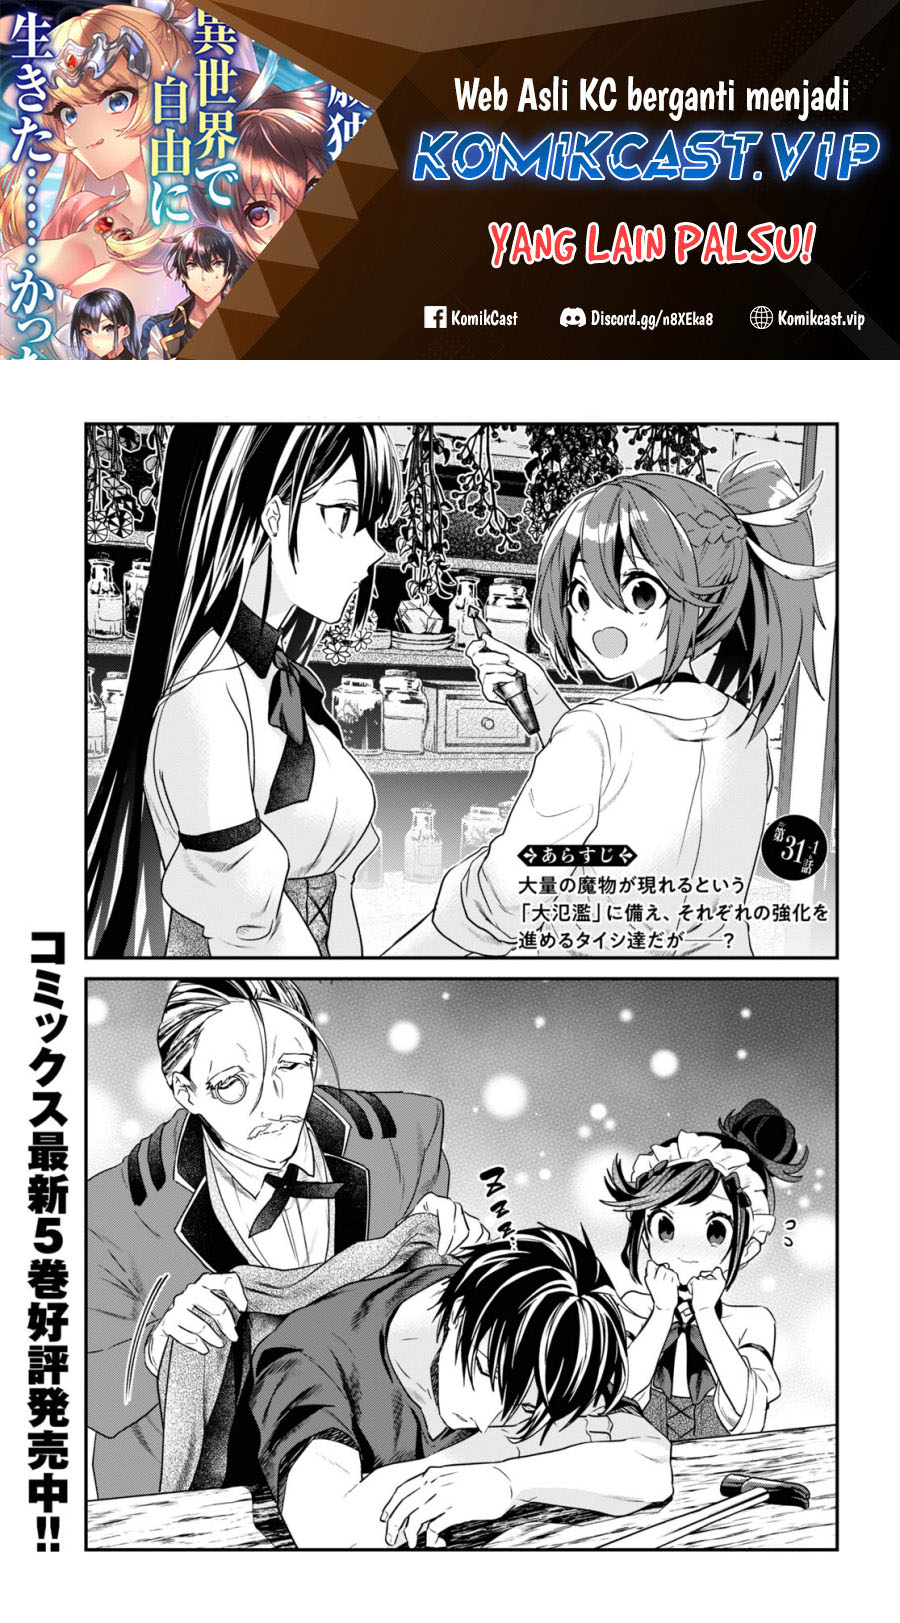 異世界で
自由に
生きた……かった
Web Asli KC berganti menjadi
KOMIKCAST.VIP
YANG LAIN PALSU!
KomikCast
Discord.gg/n8XEka8
Komikcast.vip
第31-1話
あらすじ
大量の魔物が現れるという
「大氾濫」に備え、それぞれの強化を
進めるタイシ達だが——？
コミックス最新5巻好評発売中!!
ZZZ...